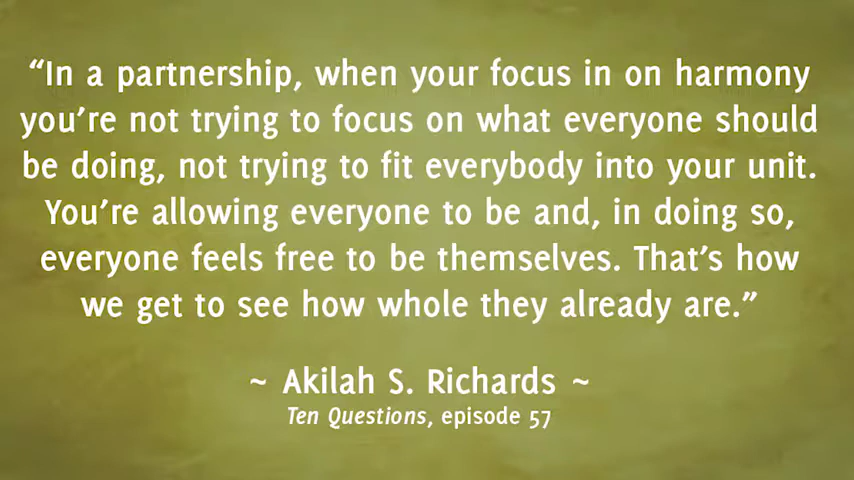 “In a partnership, when your focus in on harmony
you’re not trying to focus on what everyone should
be doing, not trying to fit everybody into your unit.
You’re allowing everyone to be and, in doing so,
everyone feels free to be themselves. That’s how
we get to see how whole they already are.”
~ Akilah S. Richards ~
Ten Questions, episode 57